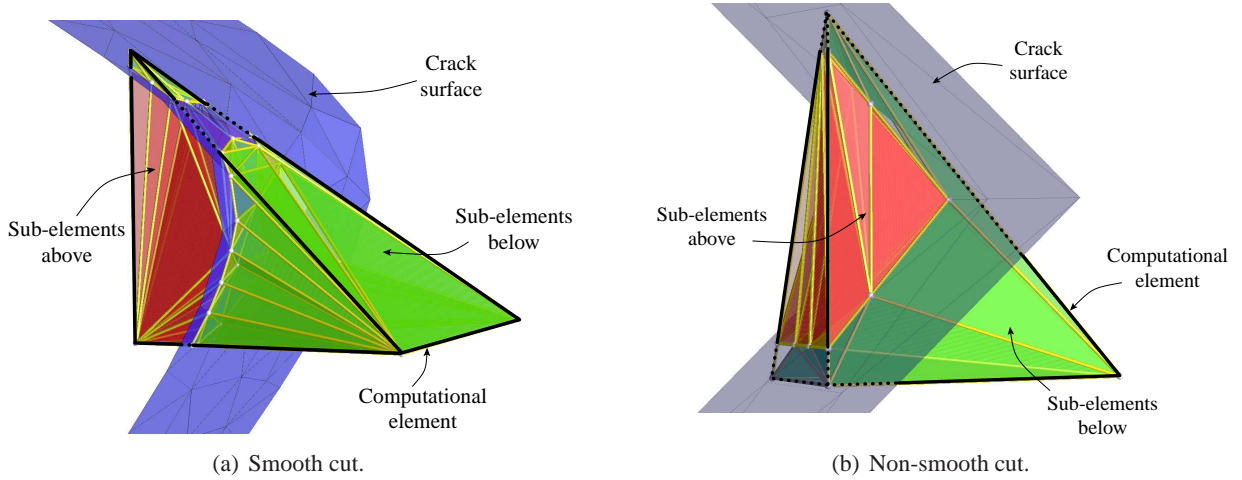 Crack
surface
Sub-elements
above
Sub-elements
below
Computational
element
(a) Smooth cut.
Crack
surface
Sub-elements
above
Computational
element
Sub-elements
below
(b) Non-smooth cut.